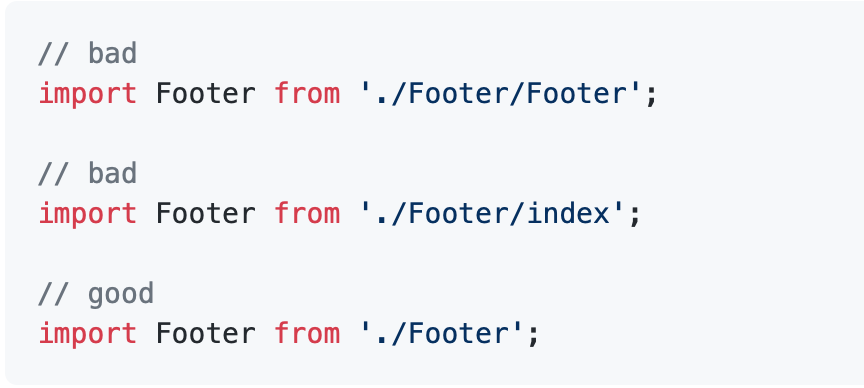 // bad
import Footer from './Footer/Footer';
// bad
import Footer from './Footer/index';
// good
import Footer from './Footer';